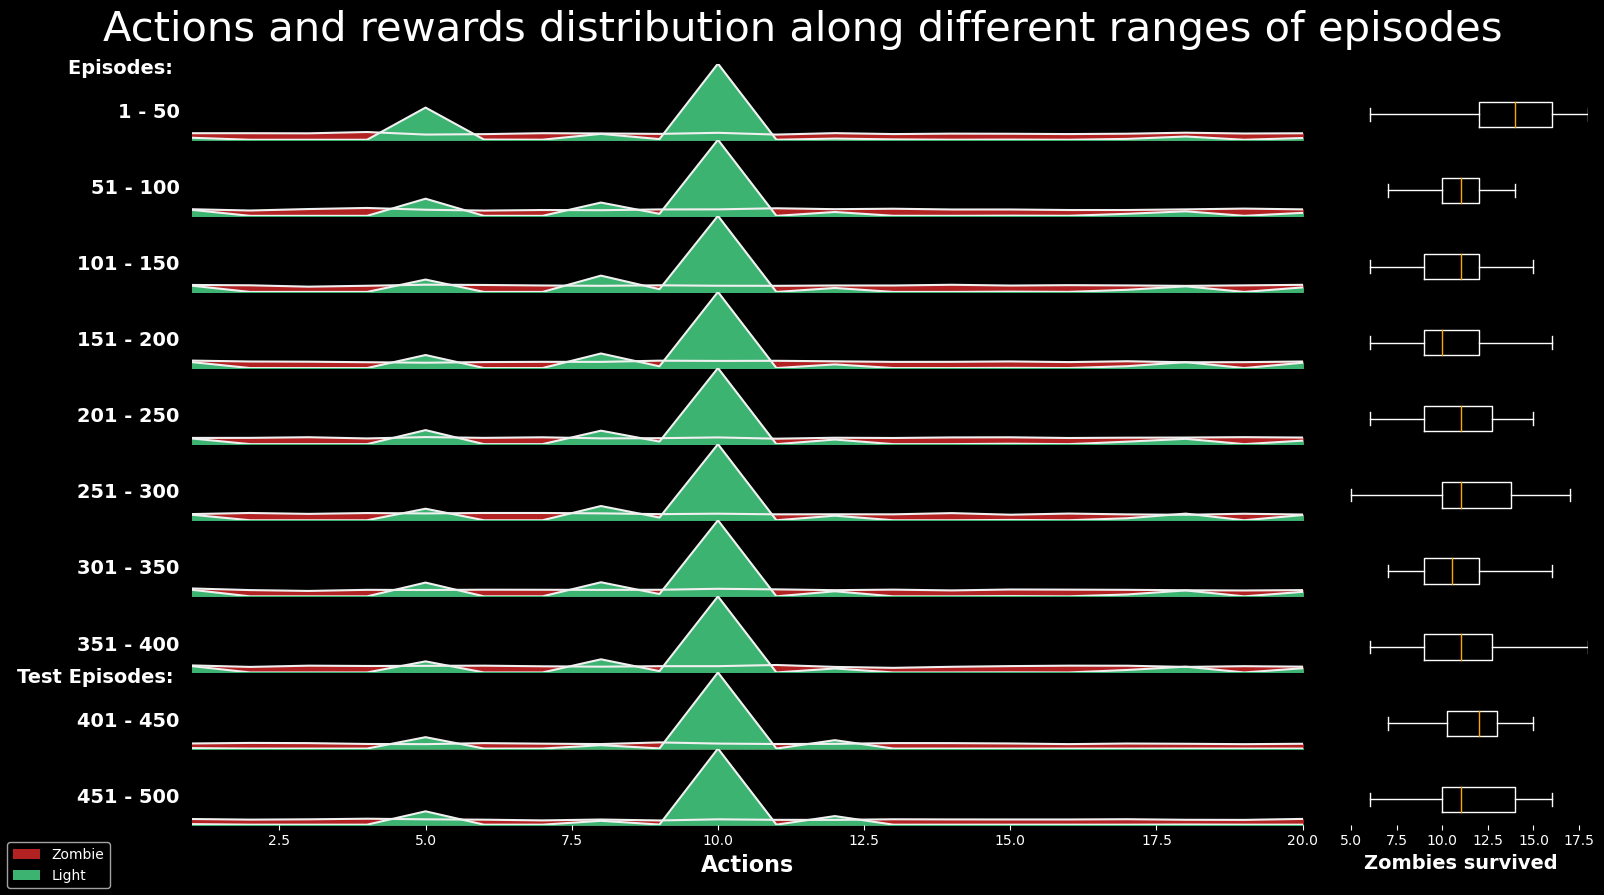 Actions and rewards distribution along different ranges of episodes
Episodes:
1 - 50
51 - 100
101 - 150
151 - 200
201 - 250
251 - 300
301 - 350
351 - 400
Test Episodes:
401 - 450
451 - 500
2.5 5.0 7.5 10.0 12.5 15.0 17.5 20.0
Actions
5.0 7.5 10.0 12.5 15.0 17.5
Zombies survived
Zombie
Light